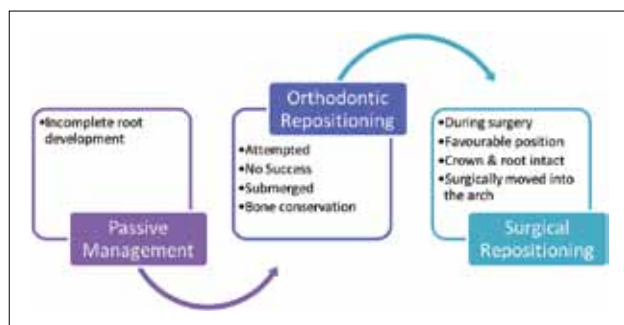 •Incomplete root
development
Passive
Management
Orthodontic
Repositioning
•Attempted
•No Success
•Submerged
•Bone conservation
•During surgery
•Favourable position
•Crown & root intact
•Surgically moved into
the arch
Surgical
Repositioning